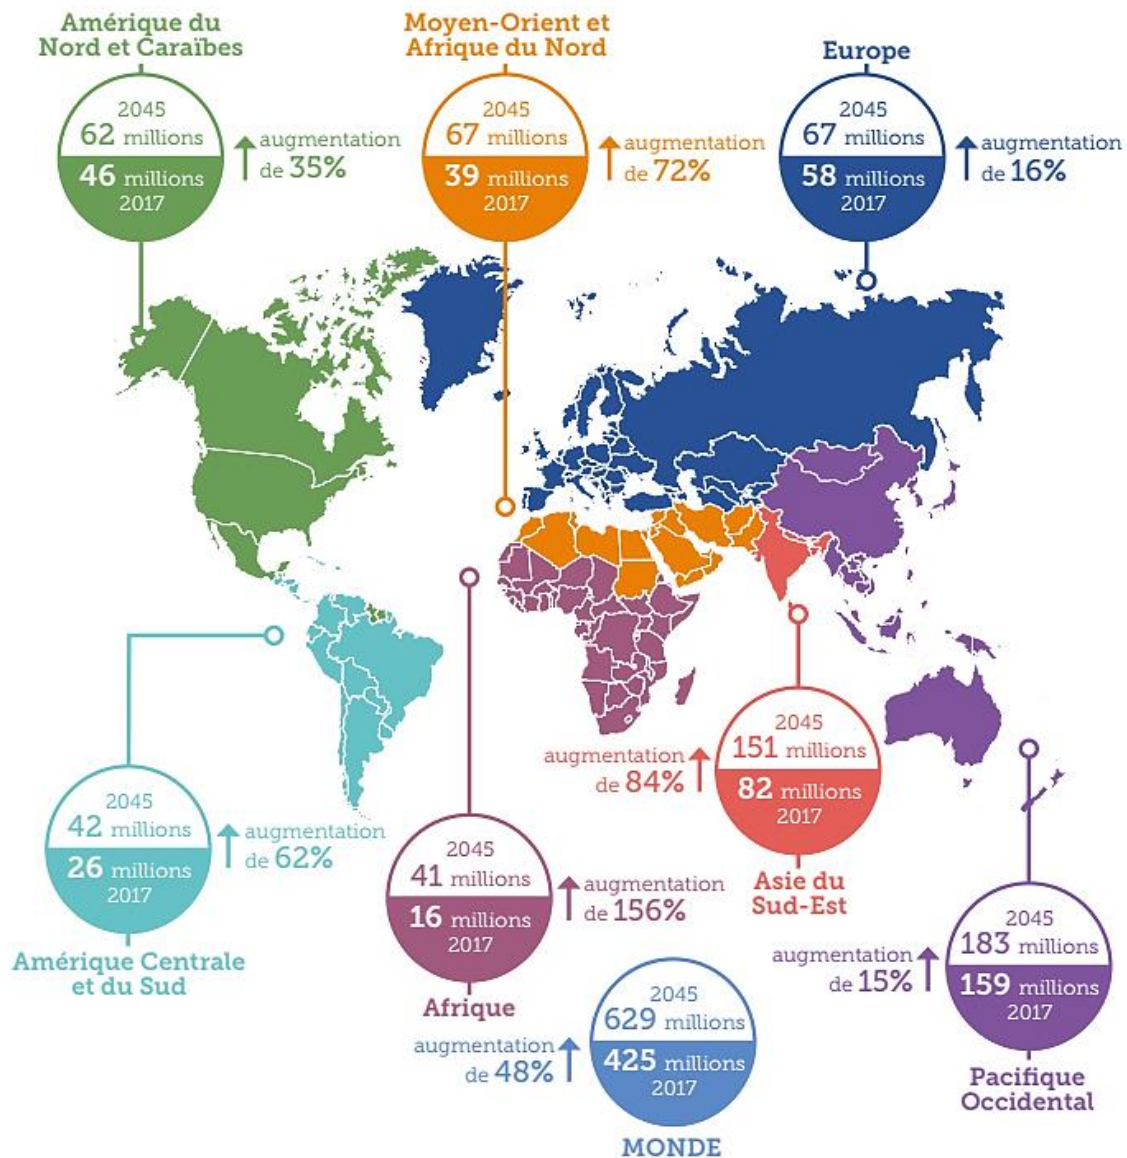 Amérique du
Nord et Caraïbes
2045
62 millions
46 millions
2017
augmentation
de 35%
Moyen-Orient et
Afrique du Nord
2045
67 millions
39 millions
2017
augmentation
de 72%
Europe
2045
67 millions
58 millions
2017
augmentation
de 16%
2045
42 millions
26 millions
2017
augmentation
de 62%
Amérique Centrale
et du Sud
2045
41 millions
16 millions
2017
augmentation
de 156%
Afrique
augmentation
de 84%
2045
151 millions
82 millions
2017
Asie du
Sud-Est
augmentation
de 15%
2045
183 millions
159 millions
2017
Pacifique
Occidental
augmentation
de 48%
2045
629 millions
425 millions
2017
MONDE